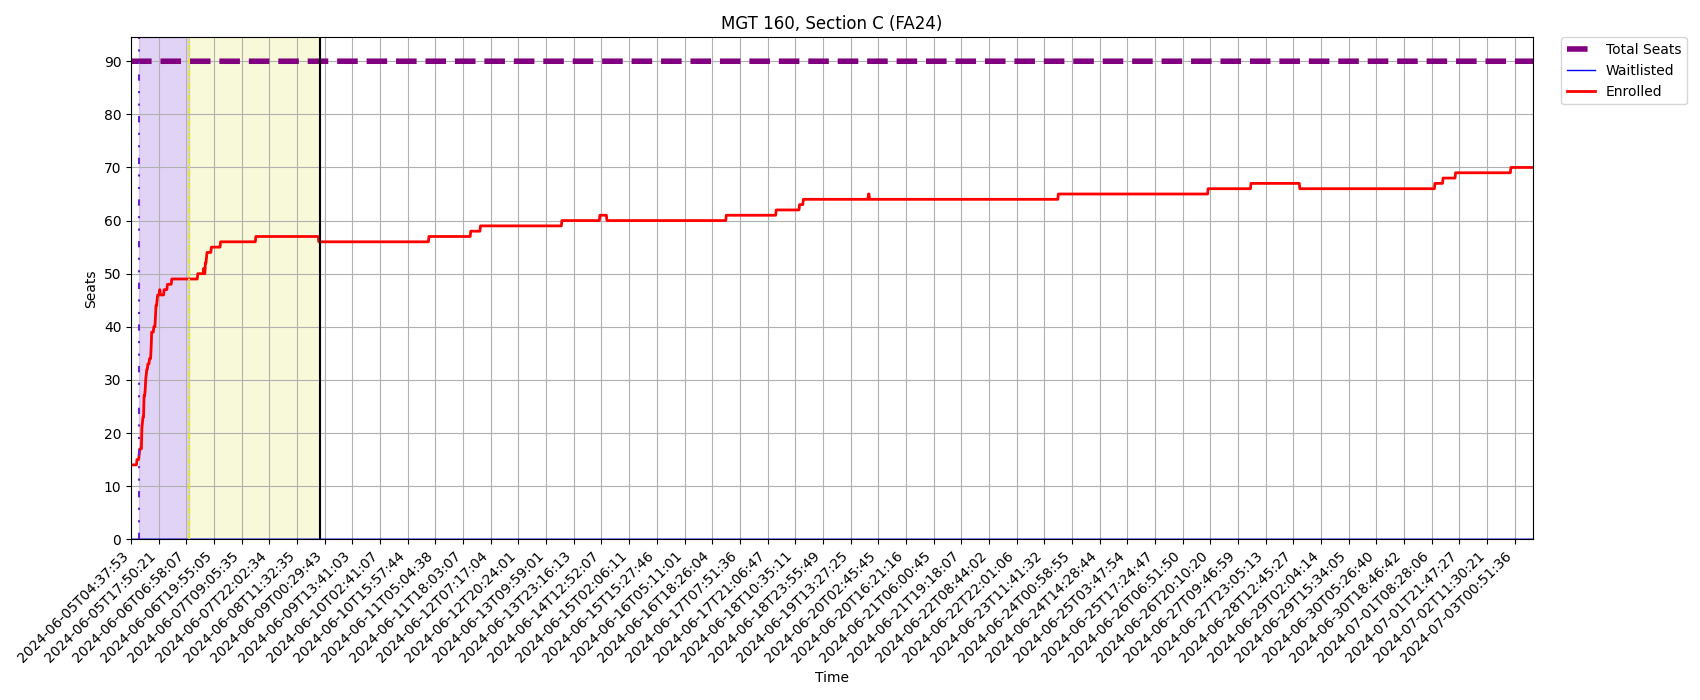 MGT 160, Section C (FA24)
Total Seats
Waitlisted
Enrolled
Seats
90
80
70
60
50
40
30
20
10
0
2024-06-05T04:37:53
2024-06-05T17:50:21
2024-06-06T06:58:07
2024-06-06T19:55:05
2024-06-07T09:05:35
2024-06-07T22:02:34
2024-06-08T11:32:35
2024-06-09T00:29:43
2024-06-09T13:41:03
2024-06-10T02:41:07
2024-06-10T15:57:44
2024-06-11T05:04:38
2024-06-11T18:03:07
2024-06-12T07:17:04
2024-06-12T20:24:01
2024-06-13T09:59:01
2024-06-13T23:16:13
2024-06-14T12:52:07
2024-06-15T02:06:11
2024-06-15T15:27:46
2024-06-16T05:11:01
2024-06-16T18:26:04
2024-06-17T07:51:36
2024-06-17T21:06:47
2024-06-18T10:35:11
2024-06-18T23:55:49
2024-06-19T13:27:25
2024-06-20T02:45:45
2024-06-20T16:21:16
2024-06-21T06:00:45
2024-06-21T19:18:07
2024-06-22T08:44:02
2024-06-22T22:01:06
2024-06-23T11:41:32
2024-06-24T00:58:55
2024-06-24T14:28:44
2024-06-25T03:47:54
2024-06-25T17:24:47
2024-06-26T06:51:50
2024-06-26T20:10:20
2024-06-27T09:46:59
2024-06-27T23:05:13
2024-06-28T12:45:27
2024-06-29T02:04:14
2024-06-29T15:34:05
2024-06-30T05:26:40
2024-06-30T18:46:42
2024-07-01T08:28:06
2024-07-01T21:47:27
2024-07-02T11:30:21
2024-07-03T00:51:36
Time